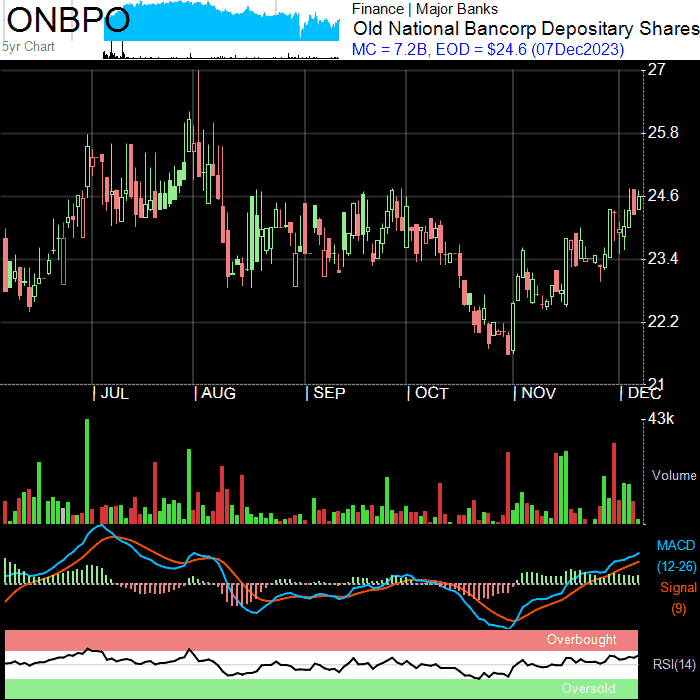 ONBPO
5yr Chart
Finance | Major Banks
Old National Bancorp Depositary Shares
MC = 7.2B, EOD = $24.6 (07Dec2023)
27
25.8
24.6
23.4
22.2
21
| JUL | AUG | SEP | OCT | NOV | DEC
43k
Volume
MACD
(12-26)
Signal
(9)
Overbought
RSI(14)
Oversold